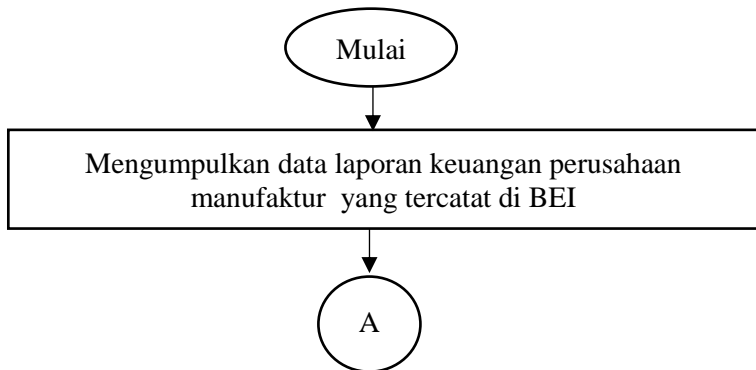 Mulai
Mengumpulkan data laporan keuangan perusahaan
manufaktur yang tercatat di BEI
A